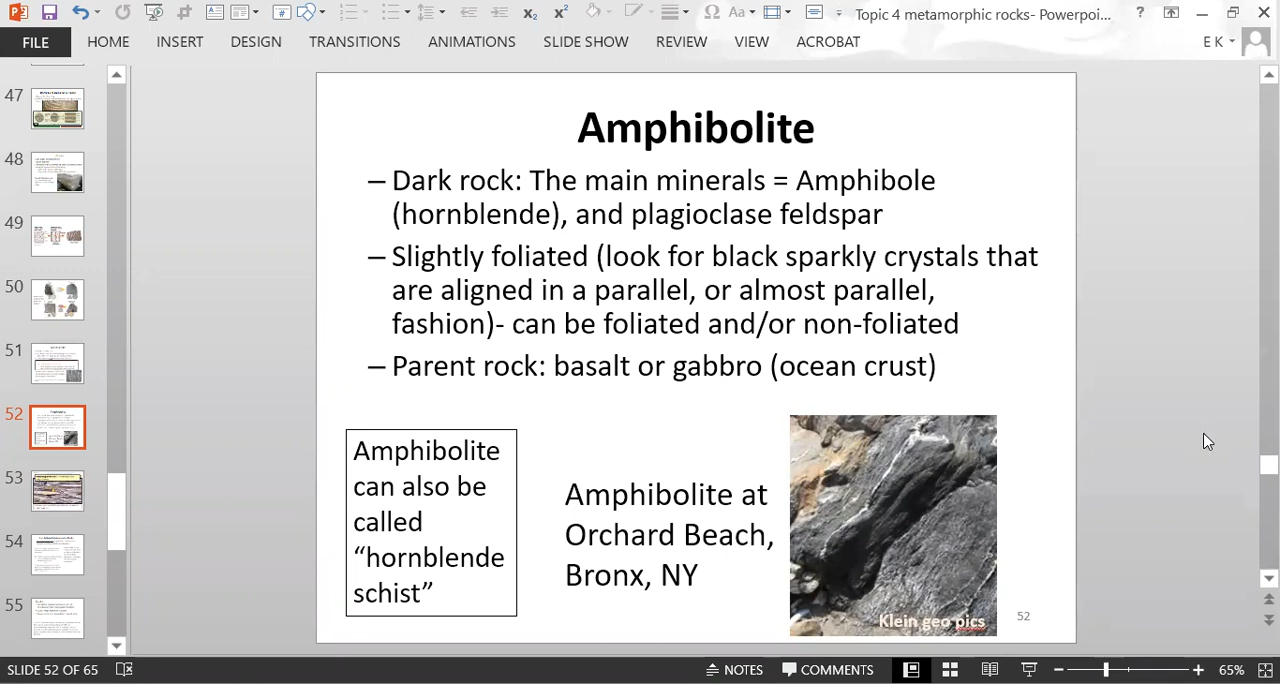 Topic 4 metamorphic rocks- Powerpoi...
FILE HOME INSERT DESIGN TRANSITIONS ANIMATIONS SLIDE SHOW REVIEW VIEW ACROBAT E K
47
48
49
50
51
52
53
54
55
Amphibolite
– Dark rock: The main minerals = Amphibole
(hornblende), and plagioclase feldspar
– Slightly foliated (look for black sparkly crystals that
are aligned in a parallel, or almost parallel,
fashion)- can be foliated and/or non-foliated
– Parent rock: basalt or gabbro (ocean crust)
Amphibolite
can also be
called
“hornblende
schist”
Amphibolite at
Orchard Beach,
Bronx, NY
Klein geo pics
52
SLIDE 52 OF 65 NOTES COMMENTS 65%